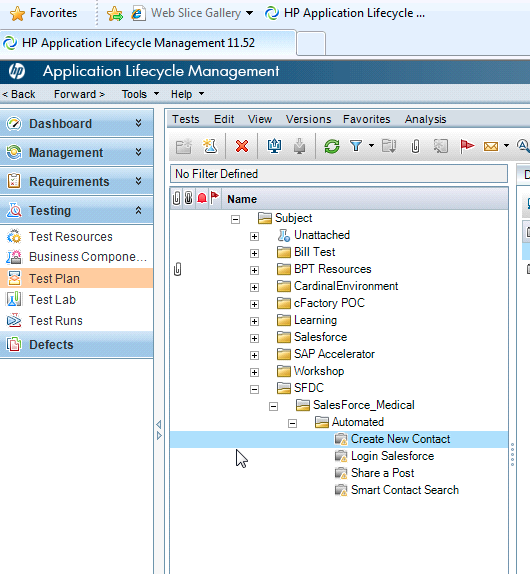 Favorites Web Slice Gallery HP Application Lifecycle ...
HP Application Lifecycle Management 11.52
hp Application Lifecycle Management
< Back Forward > Tools Help
Dashboard
Management
Requirements
Testing
Test Resources
Business Compone...
Test Plan
Test Lab
Test Runs
Defects
Tests Edit View Versions Favorites Analysis
No Filter Defined
Name
Subject
Unattached
Bill Test
BPT Resources
CardinalEnvironment
cFactory POC
Learning
Salesforce
SAP Accelerator
Workshop
SFDC
SalesForce_Medical
Automated
Create New Contact
Login Salesforce
Share a Post
Smart Contact Search